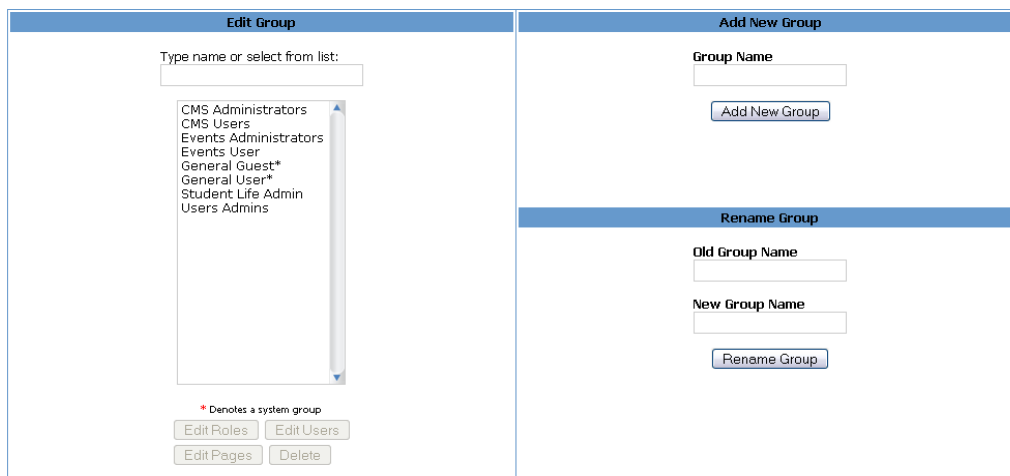 Edit Group
Type name or select from list:
CMS Administrators
CMS Users
Events Administrators
Events User
General Guest*
General User*
Student Life Admin
Users Admins
* Denotes a system group
Edit Roles
Edit Users
Edit Pages
Delete
Add New Group
Group Name
Add New Group
Rename Group
Old Group Name
New Group Name
Rename Group